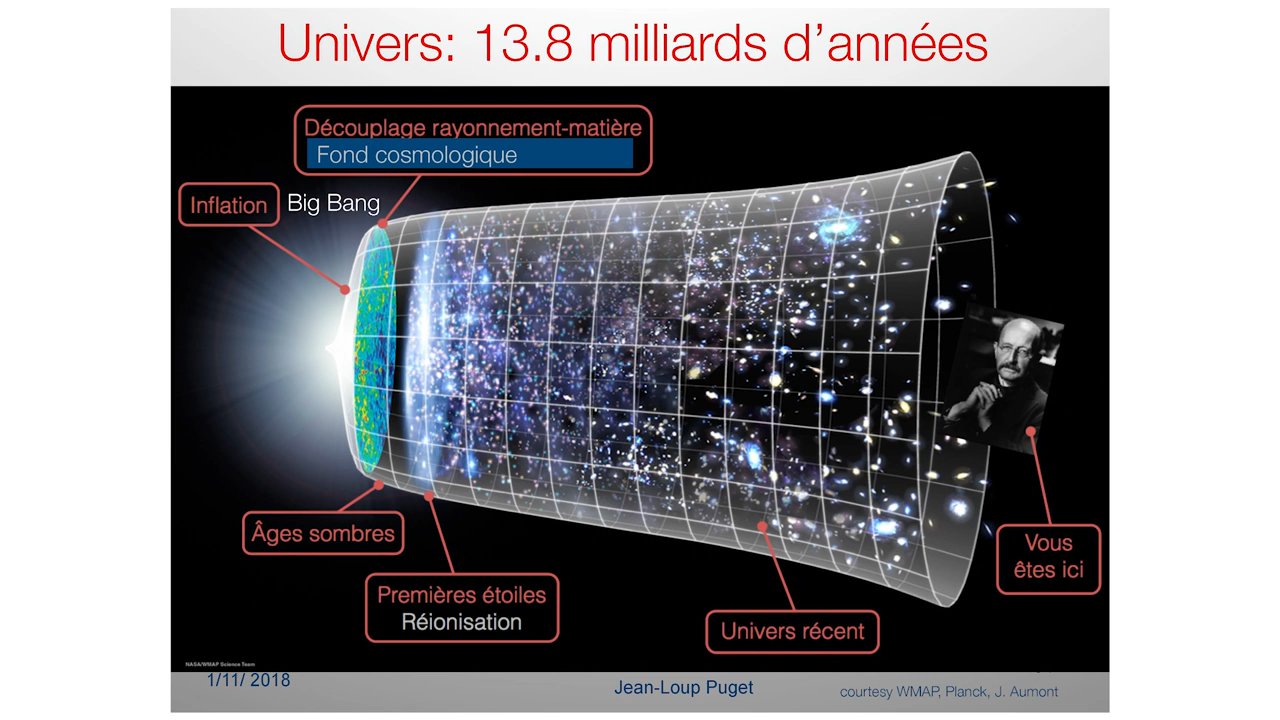 Univers: 13.8 milliards d’années
Découplage rayonnement-matière
Fond cosmologique
Inflation
Big Bang
Âges sombres
Premières étoiles
Réionisation
Univers récent
Vous
êtes ici
NASA/WMAP Science Team
1/11/ 2018
Jean-Loup Puget
courtesy WMAP, Planck, J. Aumont